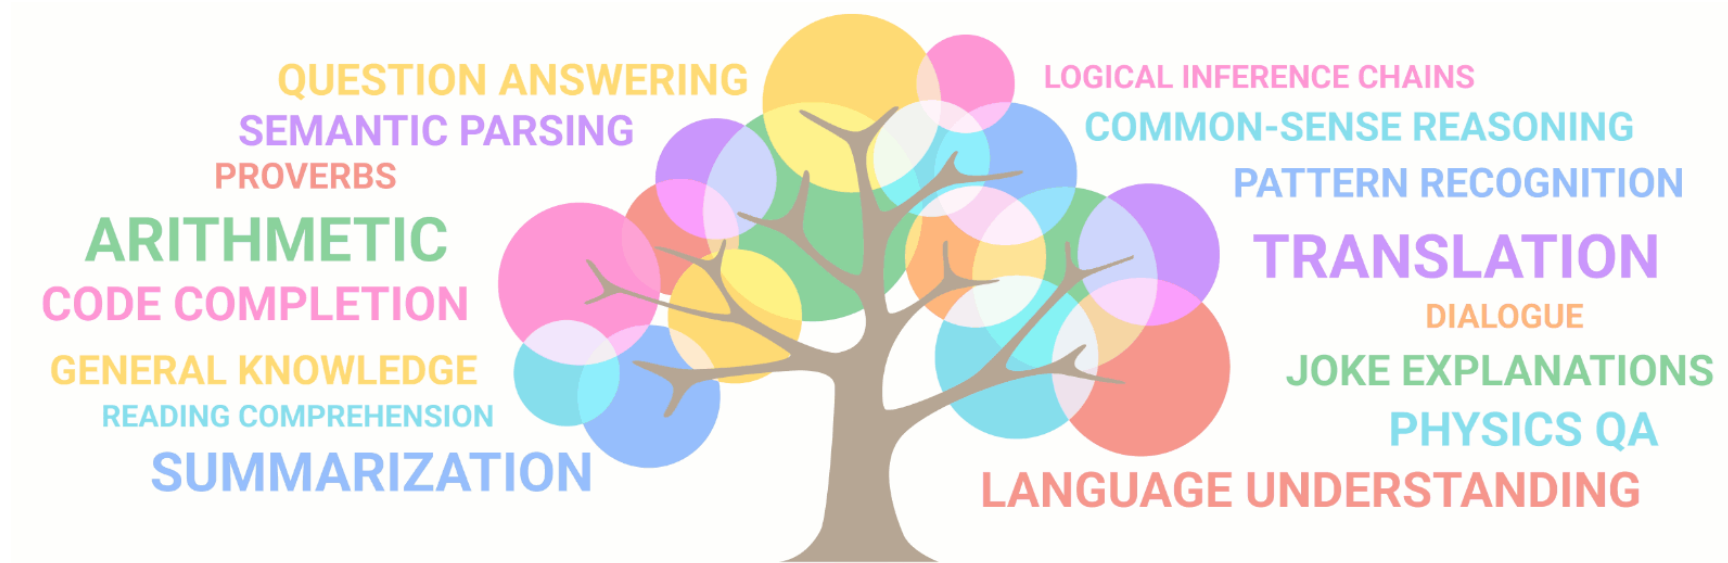 QUESTION ANSWERING
SEMANTIC PARSING
PROVERBS
ARITHMETIC
CODE COMPLETION
GENERAL KNOWLEDGE
READING COMPREHENSION
SUMMARIZATION
LOGICAL INFERENCE CHAINS
COMMON-SENSE REASONING
PATTERN RECOGNITION
TRANSLATION
DIALOGUE
JOKE EXPLANATIONS
PHYSICS QA
LANGUAGE UNDERSTANDING